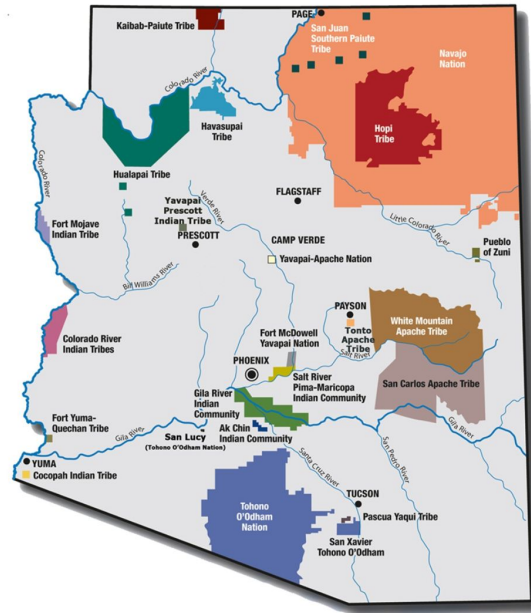 Kaibab-Paiute Tribe
PAGE
San Juan
Southern Paiute
Tribe
Navajo
Nation
Colorado River
Havasupai
Tribe
Hopi
Tribe
Hualapai Tribe
Colorado River
Yavapai
Prescott
Indian Tribe
PRESCOTT
Verde River
FLAGSTAFF
Little Colorado River
Fort Mojave
Indian Tribe
CAMP VERDE
Yavapai-Apache Nation
Pueblo
of Zuni
Bill Williams River
Colorado River
Indian Tribes
PAYSON
Tonto
Apache
Tribe
White Mountain
Apache Tribe
Fort McDowell
Yavapai Nation
Salt River
PHOENIX
Salt River
Pima-Maricopa
Indian Community
San Carlos Apache Tribe
Gila River
Indian
Community
Fort Yuma-
Quechan Tribe
Gila River
San Lucy
(Tohono O'Odham Nation)
Ak Chin
Indian Community
Gila River
Santa Cruz River
San Pedro River
YUMA
Cocopah Indian Tribe
Tohono
O'Odham
Nation
TUCSON
Pascua Yaqui Tribe
San Xavier
Tohono O'Odham